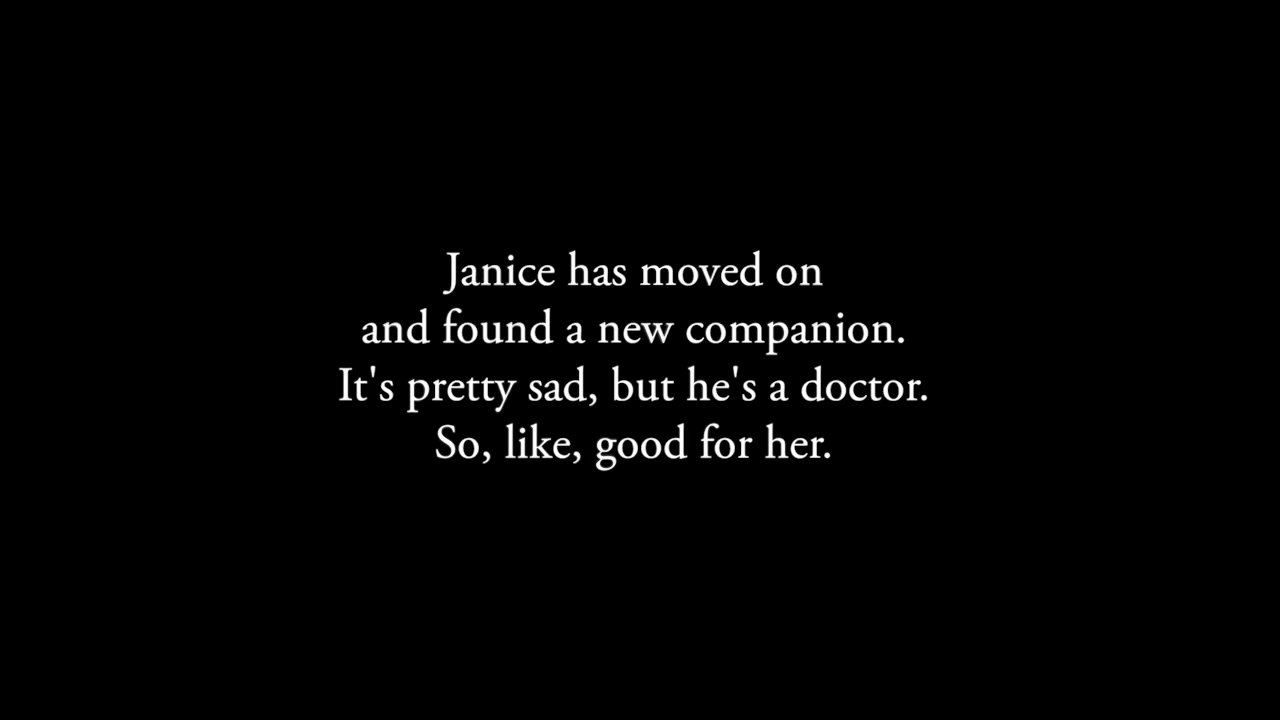 Janice has moved on
and found a new companion.
It's pretty sad, but he's a doctor.
So, like, good for her.